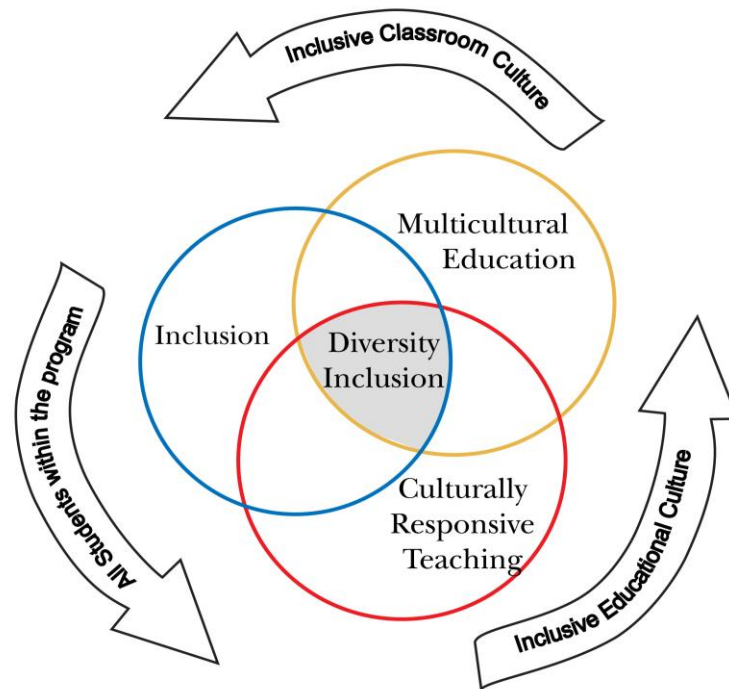 Inclusive Classroom Culture
Multicultural
Education
Inclusion
Diversity
Inclusion
Culturally
Responsive
Teaching
All Students within the program
Inclusive Educational Culture